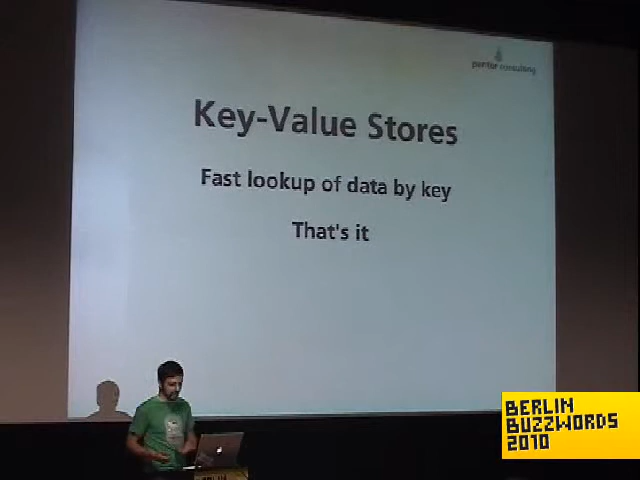 Key-Value Stores
Fast lookup of data by key
That's it
BERLIN
BUZZWORDS
2010